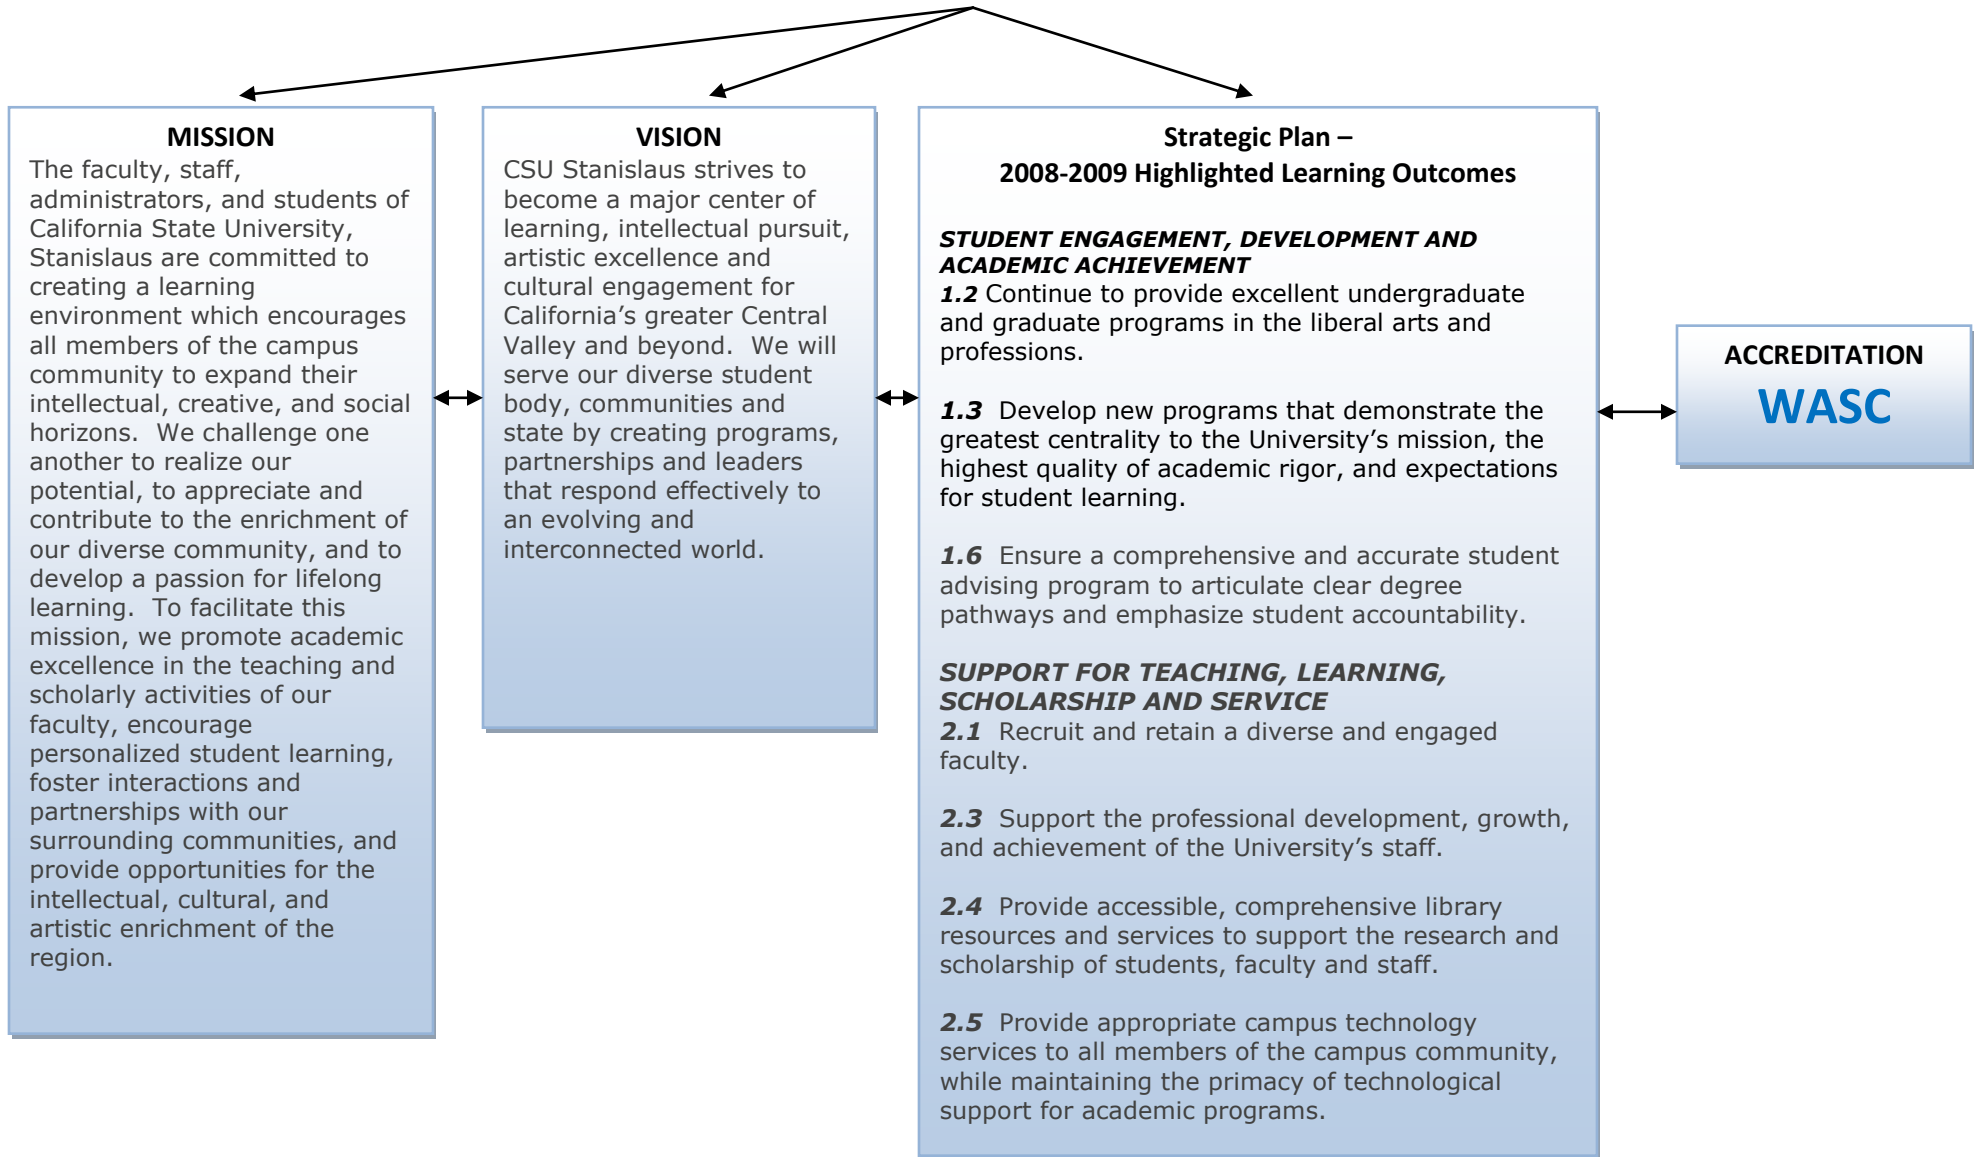 MISSION
The faculty, staff,
administrators, and students of
California State University,
Stanislaus are committed to
creating a learning
environment which encourages
all members of the campus
community to expand their
intellectual, creative, and social
horizons.  We challenge one
another to realize our
potential, to appreciate and
contribute to the enrichment of
our diverse community, and to
develop a passion for lifelong
learning.  To facilitate this
mission, we promote academic
excellence in the teaching and
scholarly activities of our
faculty, encourage
personalized student learning,
foster interactions and
partnerships with our
surrounding communities, and
provide opportunities for the
intellectual, cultural, and
artistic enrichment of the
region.
VISION
CSU Stanislaus strives to
become a major center of
learning, intellectual pursuit,
artistic excellence and
cultural engagement for
California’s greater Central
Valley and beyond.  We will
serve our diverse student
body, communities and
state by creating programs,
partnerships and leaders
that respond effectively to
an evolving and
interconnected world.
Strategic Plan –
2008-2009 Highlighted Learning Outcomes
STUDENT ENGAGEMENT, DEVELOPMENT AND
ACADEMIC ACHIEVEMENT
1.2 Continue to provide excellent undergraduate
and graduate programs in the liberal arts and
professions.
1.3  Develop new programs that demonstrate the
greatest centrality to the University’s mission, the
highest quality of academic rigor, and expectations
for student learning.
1.6  Ensure a comprehensive and accurate student
advising program to articulate clear degree
pathways and emphasize student accountability.
SUPPORT FOR TEACHING, LEARNING,
SCHOLARSHIP AND SERVICE
2.1  Recruit and retain a diverse and engaged
faculty.
2.3  Support the professional development, growth,
and achievement of the University’s staff.
2.4  Provide accessible, comprehensive library
resources and services to support the research and
scholarship of students, faculty and staff.
2.5  Provide appropriate campus technology
services to all members of the campus community,
while maintaining the primacy of technological
support for academic programs.
ACCREDITATION
WASC